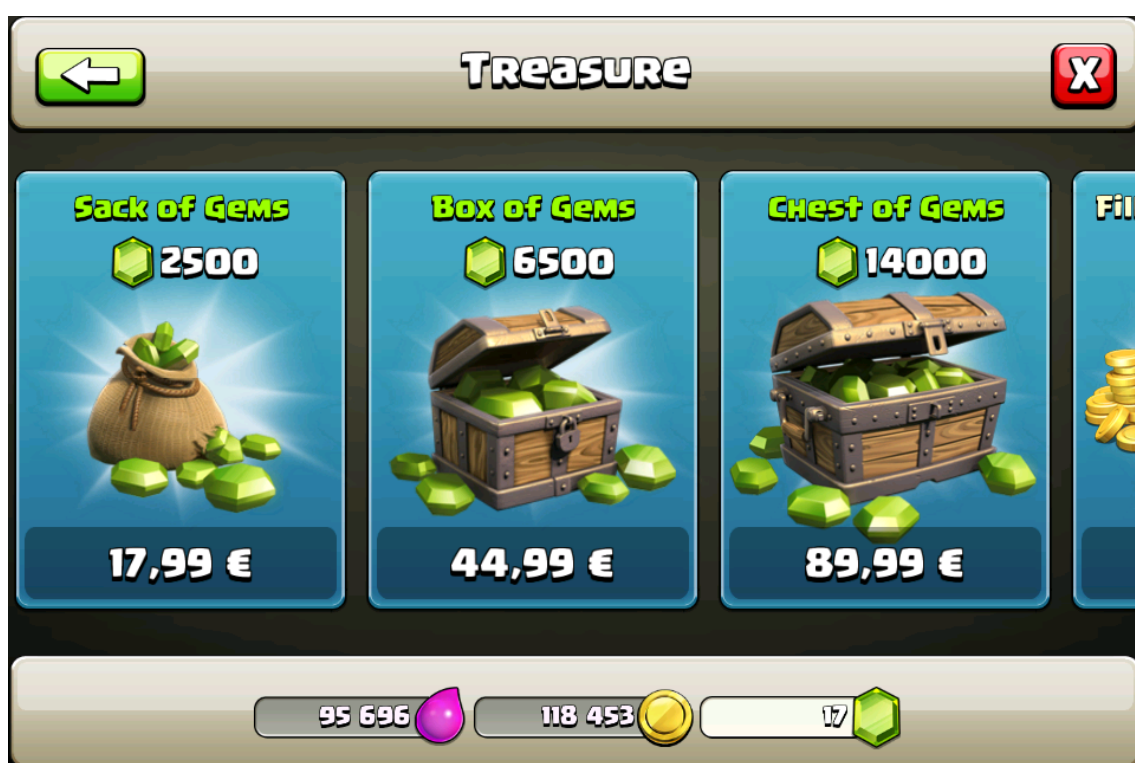 Treasure
X
Sack of Gems
2500
17,99 €
Box of Gems
6500
44,99 €
Chest of Gems
14000
89,99 €
Fil
95 696
118 453
17